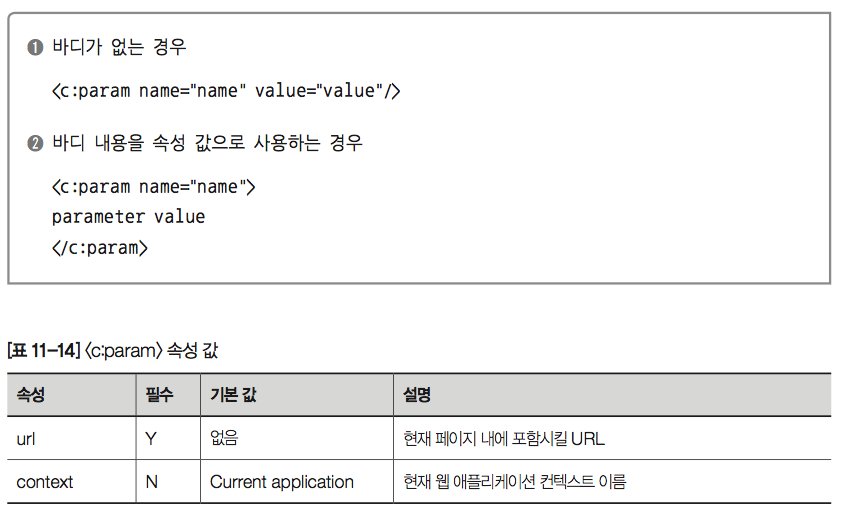 ❶ 바디가 없는 경우
<c:param name="name" value="value"/>
❷ 바디 내용을 속성 값으로 사용하는 경우
<c:param name="name">
parameter value
</c:param>
[표 11-14] <c:param> 속성 값
속성 필수 기본 값 설명
url Y 없음 현재 페이지 내에 포함시킬 URL
context N Current application 현재 웹 애플리케이션 컨텍스트 이름